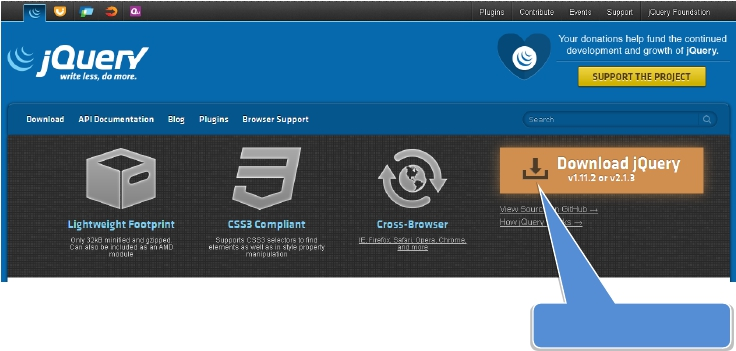 Plugins Contribute Events Support jQuery Foundation
jQuery
write less, do more.
Your donations help fund the continued
development and growth of jQuery.
SUPPORT THE PROJECT
Download API Documentation Blog Plugins Browser Support
Search
Lightweight Footprint
Only 32kB minified and gzipped.
Can also be included as an AMD
module
CSS3 Compliant
Supports CSS3 selectors to find
elements as well as in style property
manipulation
Cross-Browser
IE, Firefox, Safari, Opera, Chrome,
and more
Download jQuery
v1.11.2 or v2.1.3
View Source on GitHub →
How jQuery Works →